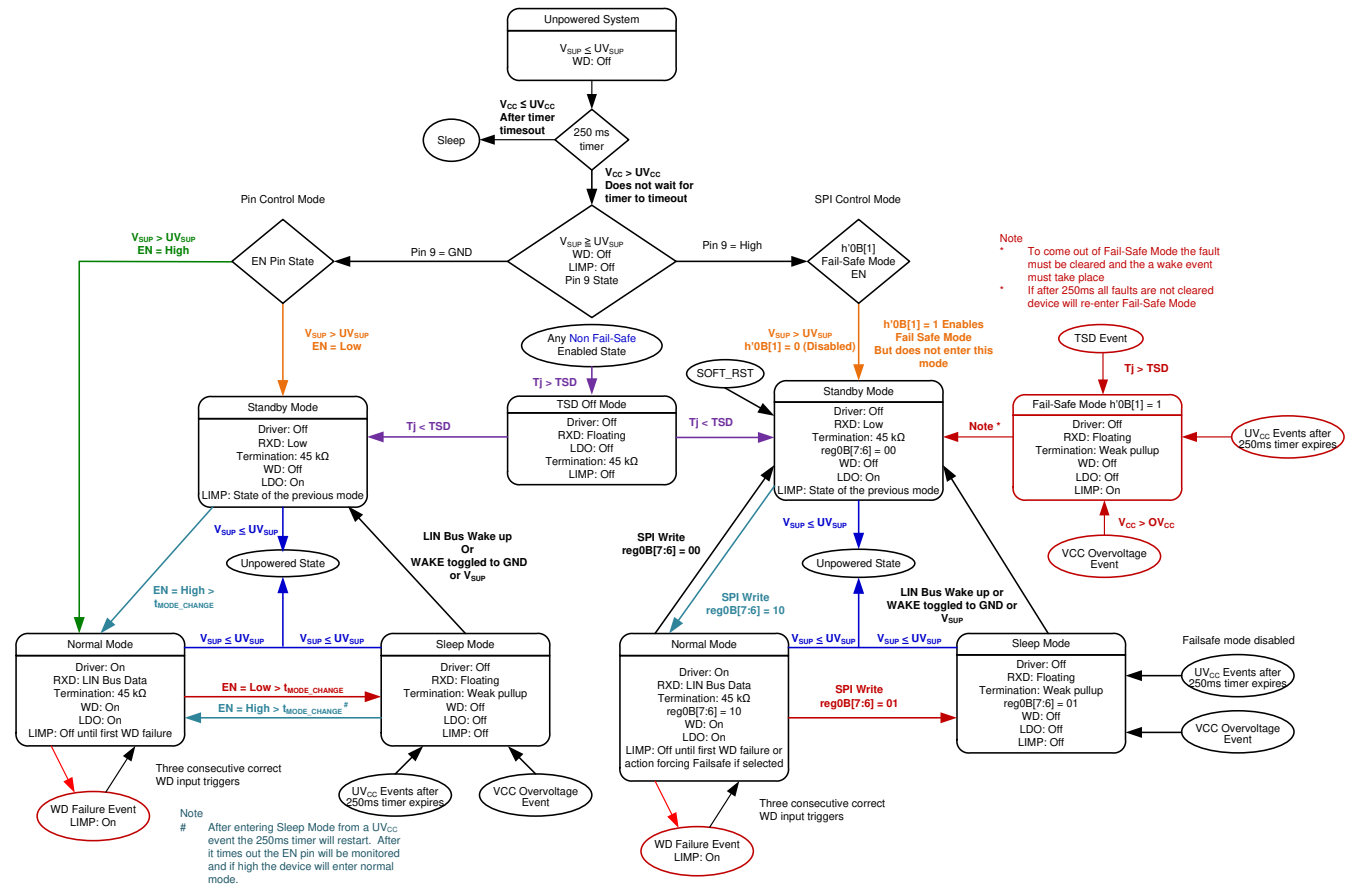 Unpowered System
VSUP ≤ UVSUP
WD: Off
VCC ≤ UVCC
After timer
timesout
Sleep
250 ms
timer
VCC > UVCC
Does not wait for
timer to timeout
Pin Control Mode
SPI Control Mode
VSUP > UVSUP
EN = High
EN Pin State
Pin 9 = GND
VSUP ≧ UVSUP
WD: Off
LIMP: Off
Pin 9 State
Pin 9 = High
h'0B[1]
Fail-Safe Mode
EN
Note
* To come out of Fail-Safe Mode the fault
must be cleared and the a wake event
must take place
* If after 250ms all faults are not cleared
device will re-enter Fail-Safe Mode
VSUP > UVSUP
EN = Low
Any Non Fail-Safe
Enabled State
VSUP > UVSUP
h'0B[1] = 0 (Disabled)
h'0B[1] = 1 Enables
Fail Safe Mode
But does not enter this
mode
TSD Event
Tj > TSD
SOFT_RST
Tj > TSD
Standby Mode
Driver: Off
RXD: Low
Termination: 45 kΩ
WD: Off
LDO: On
LIMP: State of the previous mode
Tj < TSD
TSD Off Mode
Driver: Off
RXD: Floating
LDO: Off
Termination: 45 kΩ
LIMP: Off
Tj < TSD
Standby Mode
Driver: Off
RXD: Low
Termination: 45 kΩ
reg0B[7:6] = 00
WD: Off
LDO: On
LIMP: State of the previous mode
Note *
Fail-Safe Mode h'0B[1] = 1
Driver: Off
RXD: Floating
Termination: Weak pullup
WD: Off
LDO: Off
LIMP: On
UVCC Events after
250ms timer expires
VCC > OVCC
VCC Overvoltage
Event
VSUP ≤ UVSUP
Unpowered State
LIN Bus Wake up
Or
WAKE toggled to GND
or VSUP
EN = High >
tMODE_CHANGE
SPI Write
reg0B[7:6] = 00
VSUP ≤ UVSUP
Unpowered State
SPI Write
reg0B[7:6] = 10
LIN Bus Wake up or
WAKE toggled to GND or
VSUP
Normal Mode
Driver: On
RXD: LIN Bus Data
Termination: 45 kΩ
WD: On
LDO: On
LIMP: Off until first WD failure
VSUP ≤ UVSUP
VSUP ≤ UVSUP
EN = Low > tMODE_CHANGE
EN = High > tMODE_CHANGE#
Sleep Mode
Driver: Off
RXD: Floating
Termination: Weak pullup
WD: Off
LDO: Off
LIMP: Off
Normal Mode
Driver: On
RXD: LIN Bus Data
Termination: 45 kΩ
reg0B[7:6] = 10
WD: On
LDO: On
LIMP: Off until first WD failure or
action forcing Failsafe if selected
VSUP ≤ UVSUP
VSUP ≤ UVSUP
SPI Write
reg0B[7:6] = 01
Sleep Mode
Driver: Off
RXD: Floating
Termination: Weak pullup
reg0B[7:6] = 01
WD: Off
LDO: Off
LIMP: Off
Failsafe mode disabled
UVCC Events after
250ms timer expires
VCC Overvoltage
Event
WD Failure Event
LIMP: On
Three consecutive correct
WD input triggers
UVCC Events after
250ms timer expires
VCC Overvoltage
Event
Note
# After entering Sleep Mode from a UVCC
event the 250ms timer will restart. After
it times out the EN pin will be monitored
and if high the device will enter normal
mode.
WD Failure Event
LIMP: On
Three consecutive correct
WD input triggers